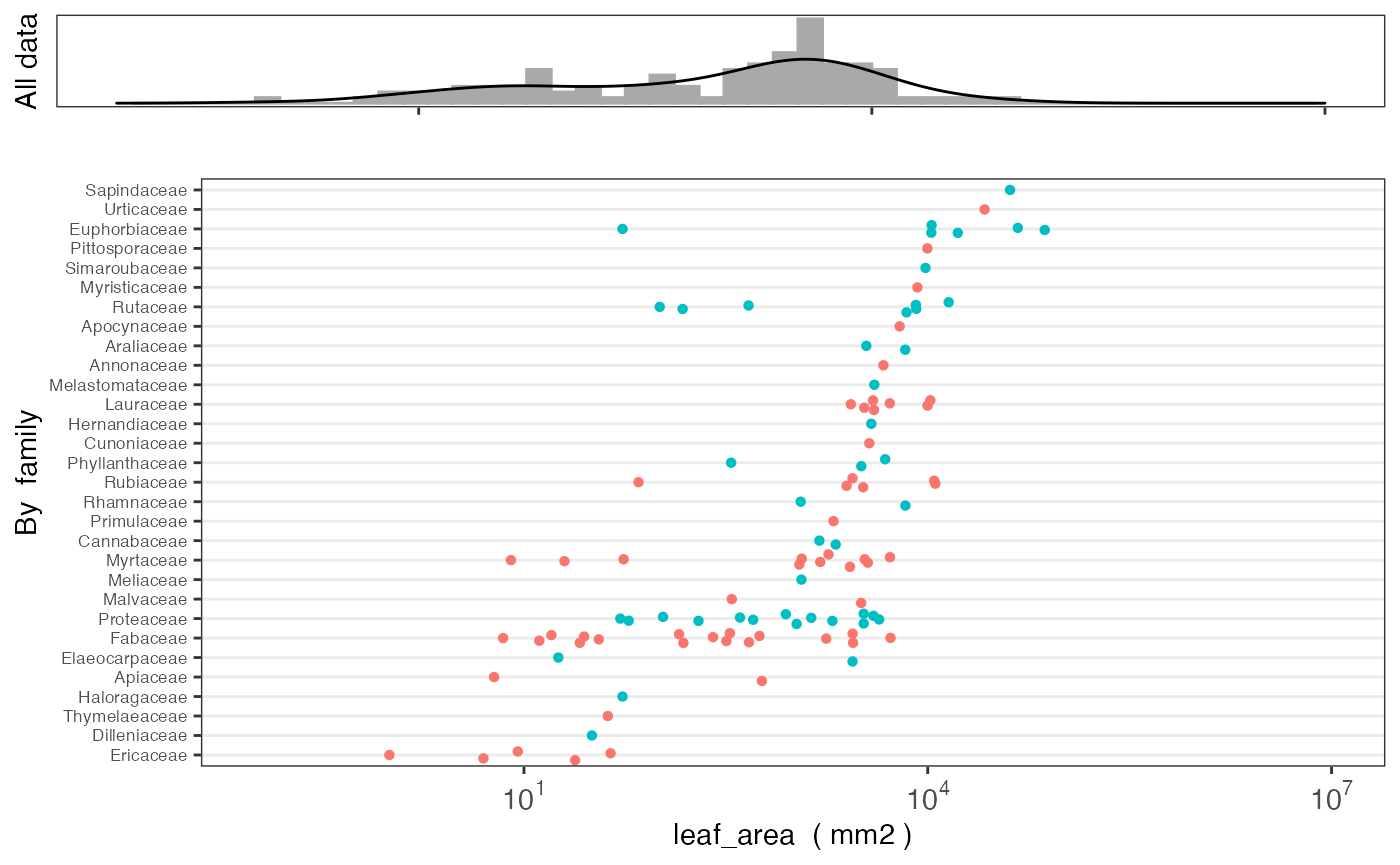 All data
By family
Sapindaceae
Urticaceae
Euphorbiaceae
Pittosporaceae
Simaroubaceae
Myristicaceae
Rutaceae
Apocynaceae
Araliaceae
Annonaceae
Melastomataceae
Lauraceae
Hernandiaceae
Cunoniaceae
Phyllanthaceae
Rubiaceae
Rhamnaceae
Primulaceae
Cannabaceae
Myrtaceae
Meliaceae
Malvaceae
Proteaceae
Fabaceae
Elaeocarpaceae
Apiaceae
Haloragaceae
Thymelaeaceae
Dilleniaceae
Ericaceae
10¹ 10⁴ 10⁷
leaf_area ( mm2 )